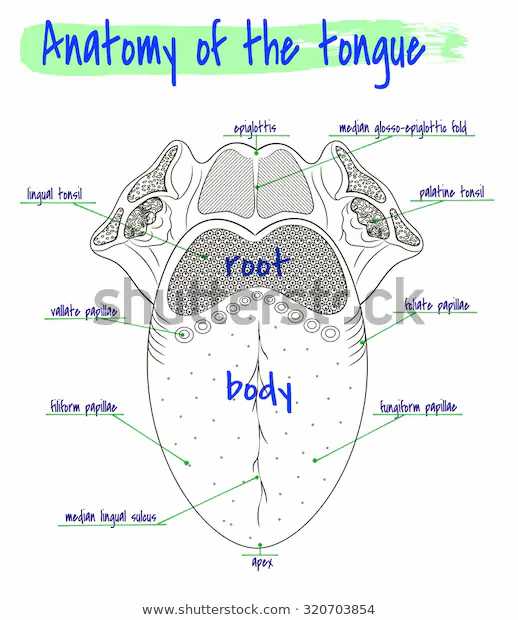 Anatomy of the tongue
epiglottis
median glosso-epiglottic fold
lingual tonsil
palatine tonsil
root
shutterstock
vallate papillae
foliate papillae
body
filiform papillae
fungiform papillae
median lingual sulcus
apex
www.shutterstock.com · 320703854